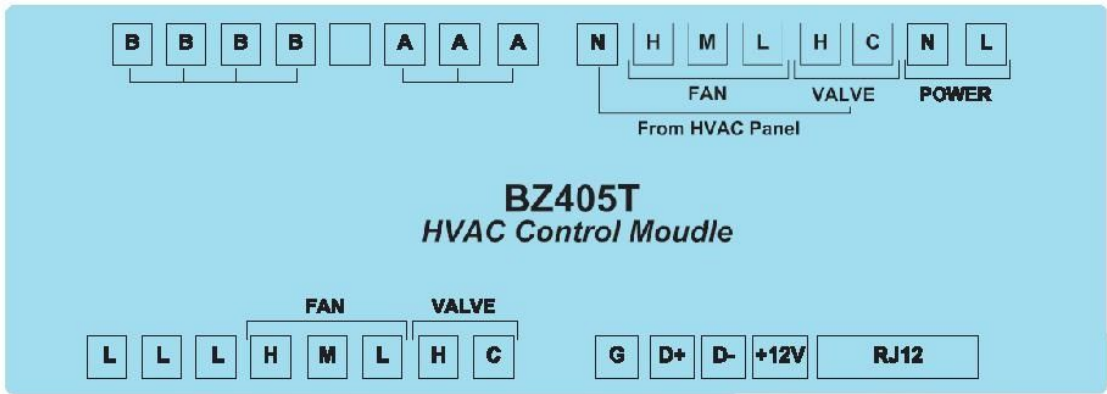 B B B B A A A N H M L H C N L
FAN VALVE POWER
From HVAC Panel
BZ405T
HVAC Control Moudle
FAN VALVE
L L L H M L H C G D+ D- +12V RJ12